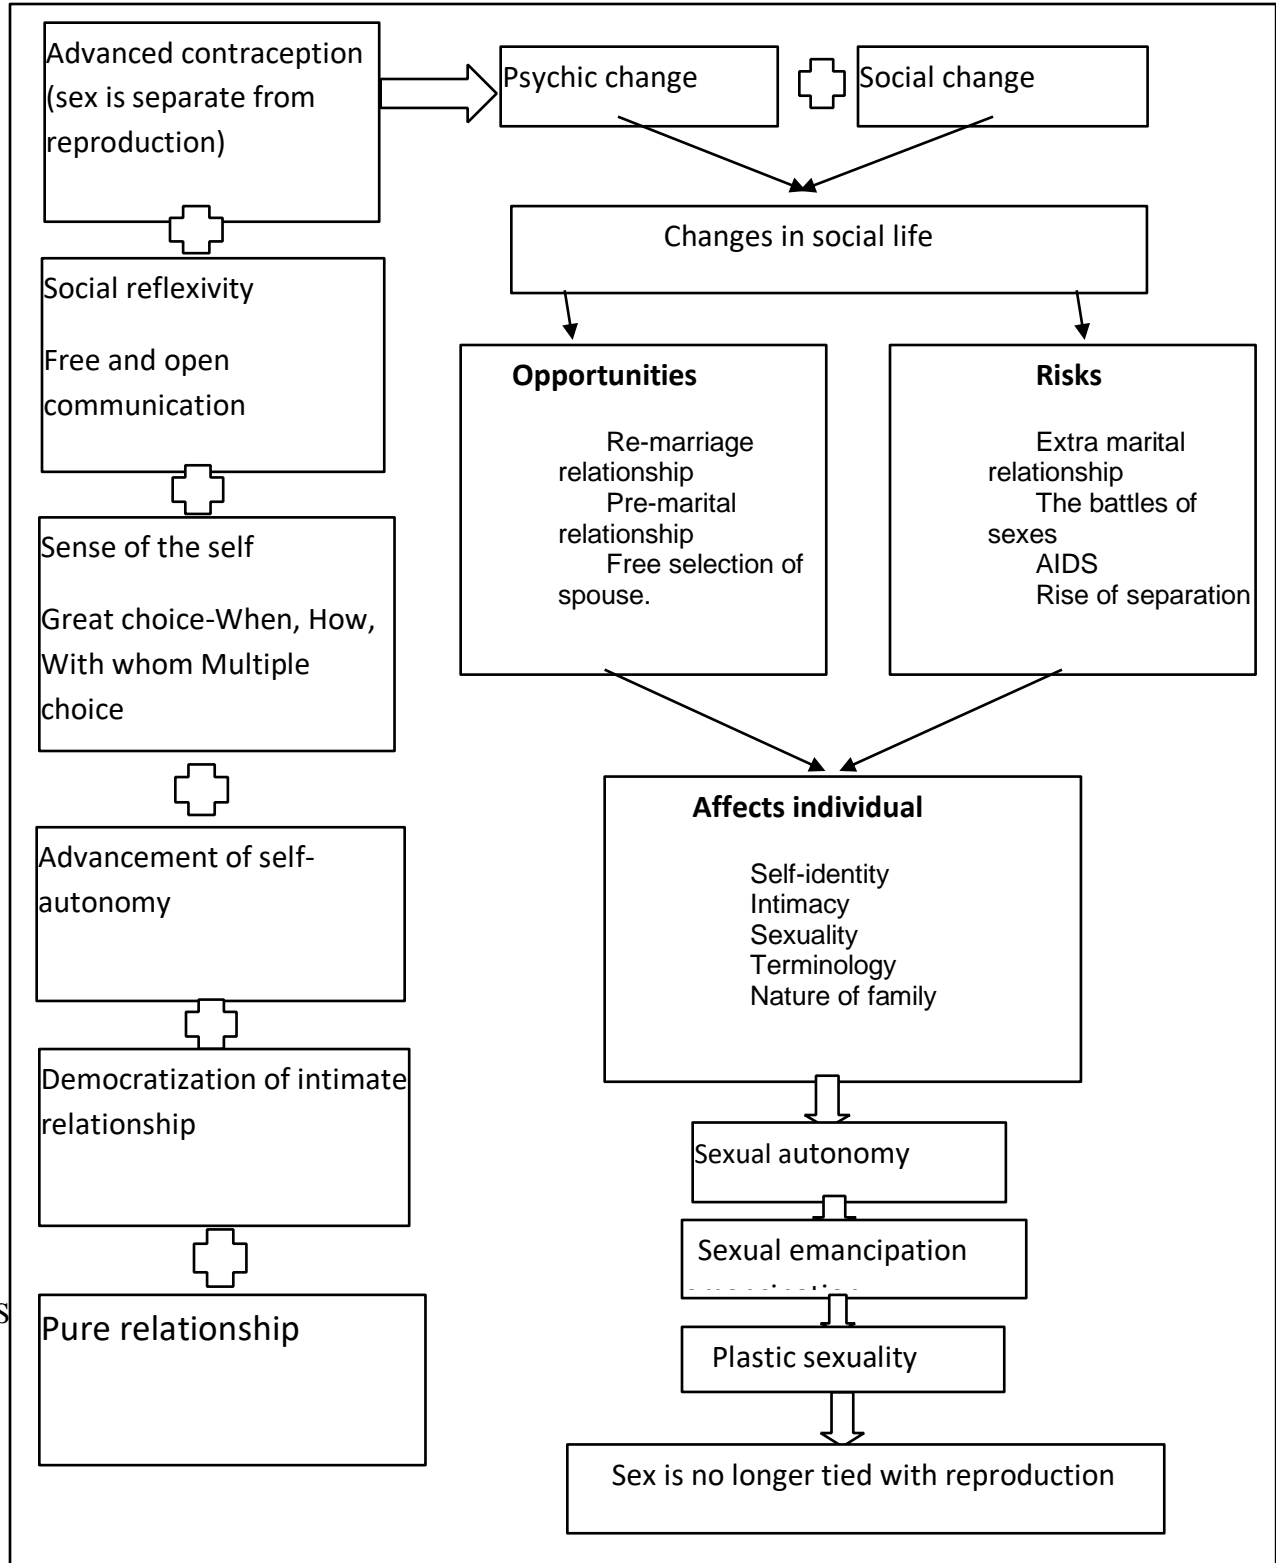 Advanced contraception
(sex is separate from
reproduction)
Psychic change
Social change
Changes in social life
Social reflexivity
Free and open
communication
Opportunities
Re-marriage
relationship
Pre-marital
relationship
Free selection of
spouse.
Risks
Extra marital
relationship
The battles of
sexes
AIDS
Rise of separation
Sense of the self
Great choice-When, How,
With whom Multiple
choice
Affects individual
Self-identity
Intimacy
Sexuality
Terminology
Nature of family
Advancement of self-
autonomy
Democratization of intimate
relationship
Sexual autonomy
Sexual emancipation
s
Pure relationship
Plastic sexuality
Sex is no longer tied with reproduction